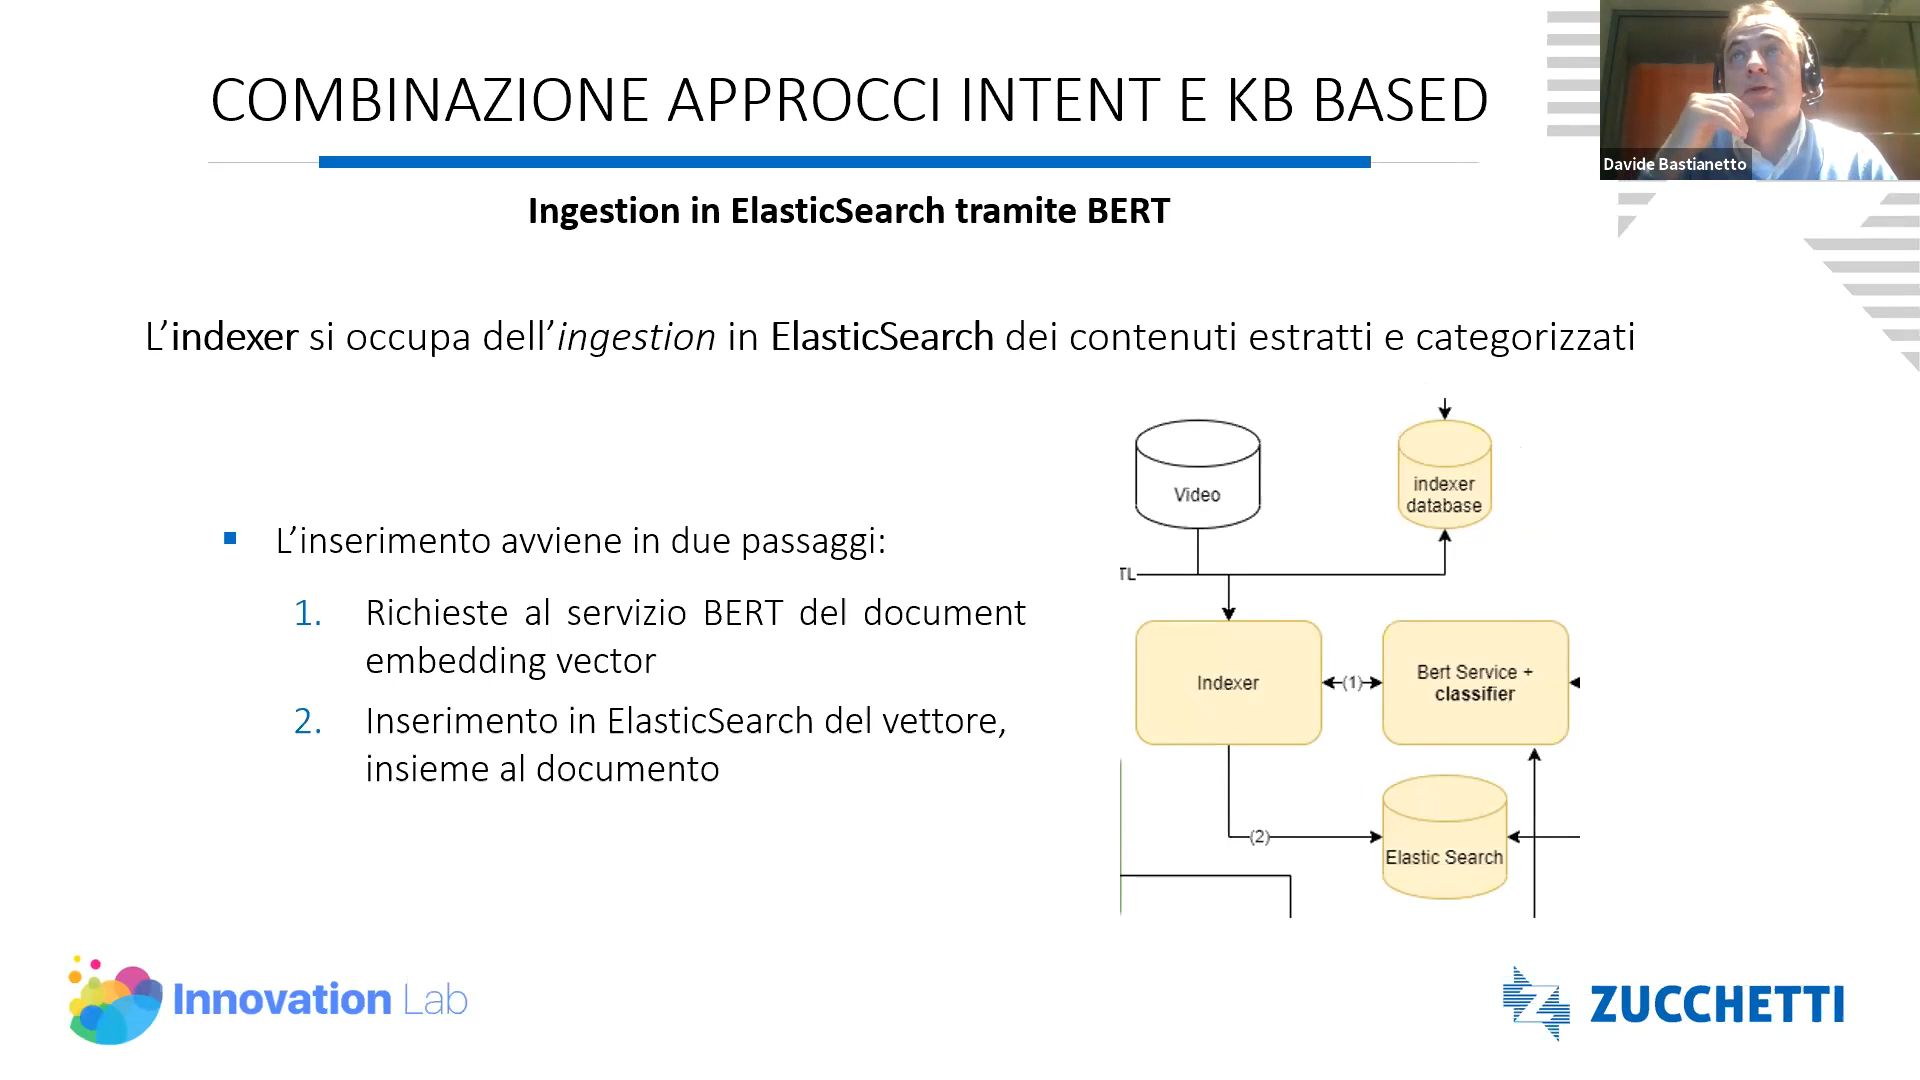 COMBINAZIONE APPROCCI INTENT E KB BASED
Davide Bastianetto
Ingestion in ElasticSearch tramite BERT
L’indexer si occupa dell’ingestion in ElasticSearch dei contenuti estratti e categorizzati
▪ L’inserimento avviene in due passaggi:
1. Richieste al servizio BERT del document
embedding vector
2. Inserimento in ElasticSearch del vettore,
insieme al documento
Video
indexer
database
TL
Indexer
(1)
Bert Service +
classifier
(2)
Elastic Search
Innovation Lab
Z ZUCCHETTI